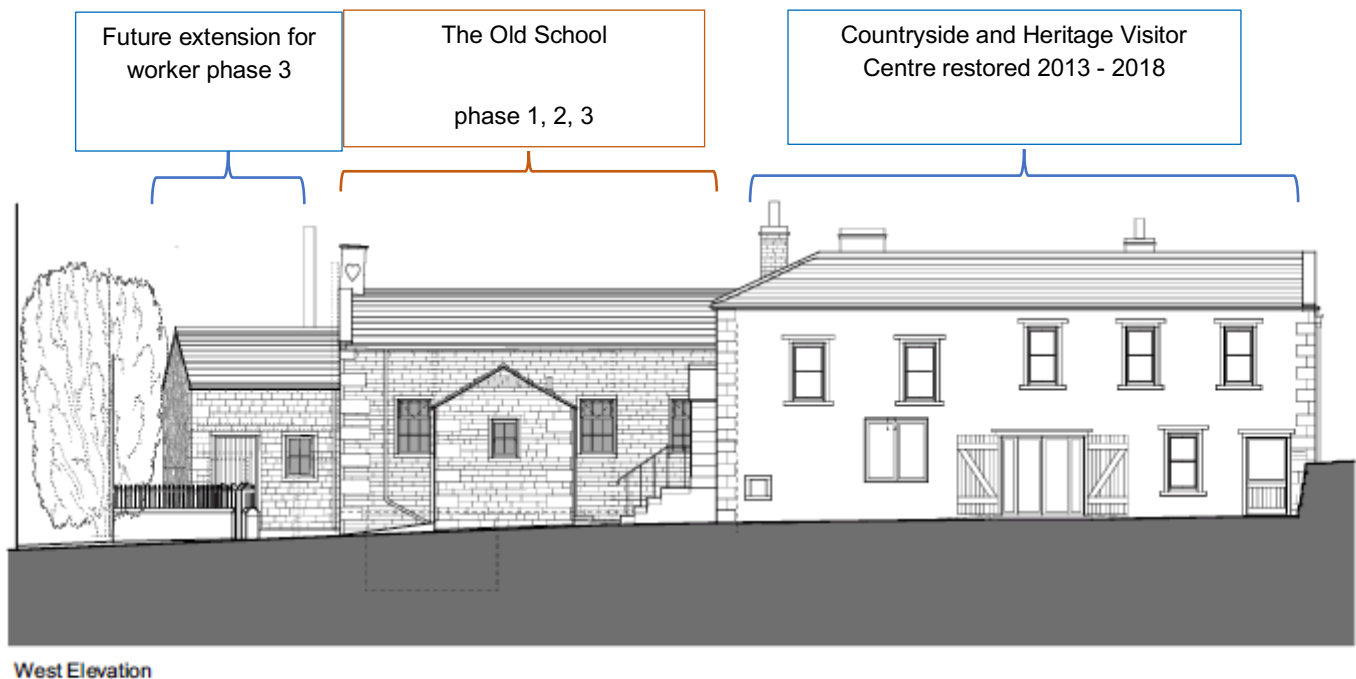 Future extension for
worker phase 3
The Old School
phase 1, 2, 3
Countryside and Heritage Visitor
Centre restored 2013 - 2018
West Elevation